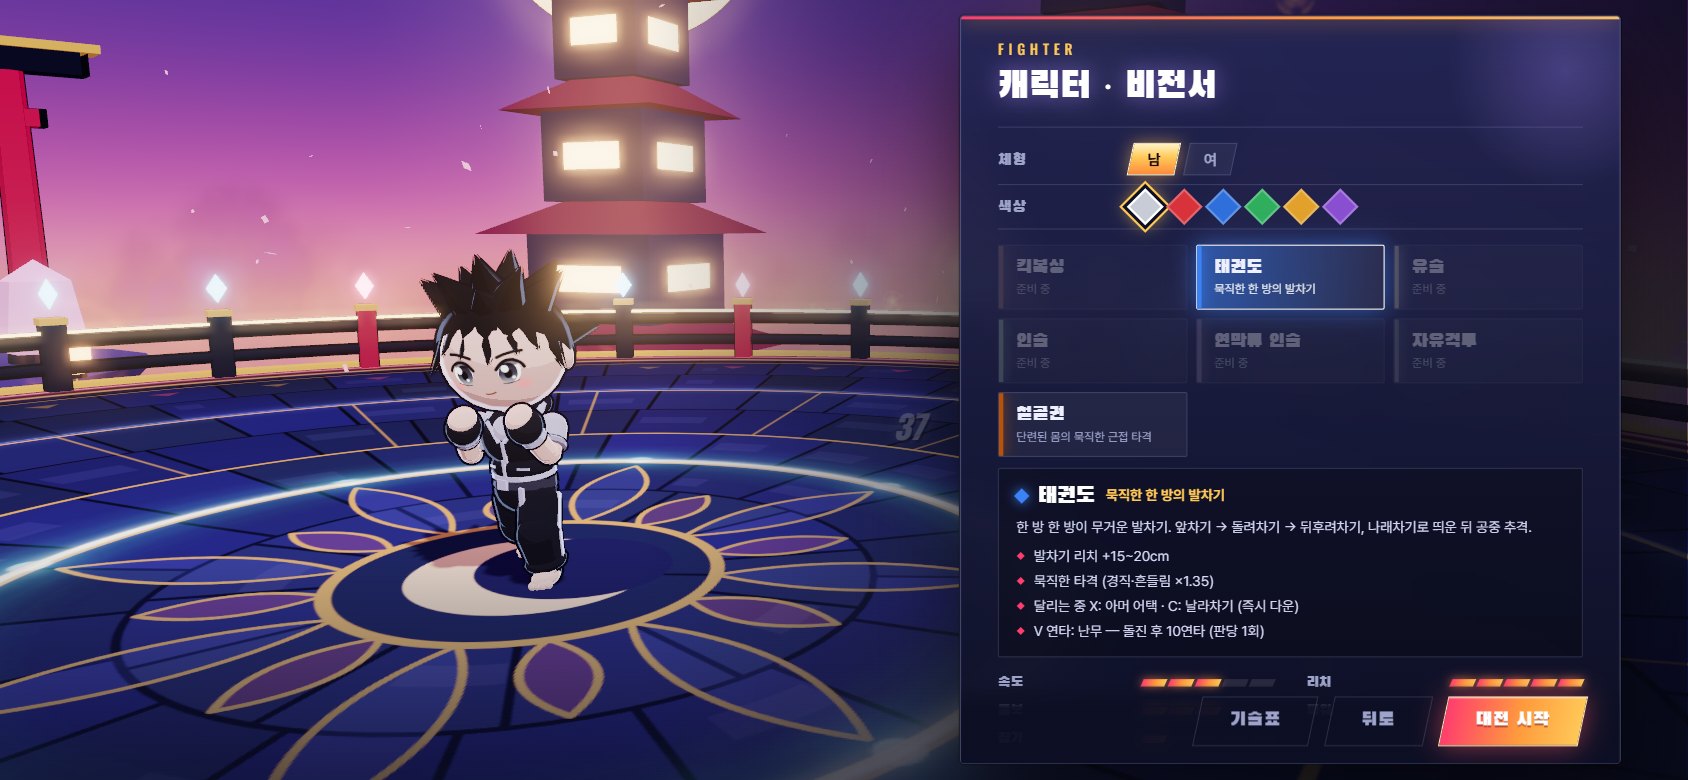 FIGHTER
캐릭터 · 비전서
체형 남 여
색상
킥복싱
준비 중
태권도
묵직한 한 방의 발차기
유술
준비 중
인술
준비 중
연막류 인술
준비 중
자유격투
준비 중
철골권
단련된 몸의 묵직한 근접 타격
37
태권도 묵직한 한 방의 발차기
한 방 한 방이 무거운 발차기. 앞차기 → 돌려차기 → 뒤후려차기, 나래차기로 띄운 뒤 공중 추격.
발차기 리치 +15~20cm
묵직한 타격 (경직·흔들림 ×1.35)
달리는 중 X: 아머 어택 · C: 날라차기 (즉시 다운)
V 연타: 난무 — 돌진 후 10연타 (판당 1회)
속도 리치
기술표 뒤로 대전 시작